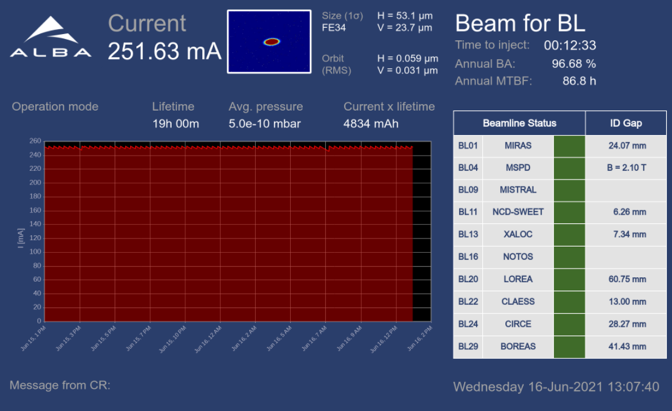 ALBA
Current
251.63 mA
Size (1σ) H = 53.1 µm
FE34 V = 23.7 µm
Orbit H = 0.059 µm
(RMS) V = 0.031 µm
Beam for BL
Time to inject: 00:12:33
Annual BA: 96.68 %
Annual MTBF: 86.8 h
Operation mode
Lifetime
19h 00m
Avg. pressure
5.0e-10 mbar
Current x lifetime
4834 mAh
I [mA]
260
240
220
200
180
160
140
120
100
80
60
40
20
0
Jun 15, 1 PM
Jun 15, 3 PM
Jun 15, 5 PM
Jun 15, 7 PM
Jun 15, 10 PM
Jun 16, 12 AM
Jun 16, 2 AM
Jun 16, 5 AM
Jun 16, 7 AM
Jun 16, 9 AM
Jun 16, 12 PM
Jun 16, 2 PM
Beamline Status ID Gap
BL01 MIRAS 24.07 mm
BL04 MSPD B = 2.10 T
BL09 MISTRAL
BL11 NCD-SWEET 6.26 mm
BL13 XALOC 7.34 mm
BL16 NOTOS
BL20 LOREA 60.75 mm
BL22 CLAESS 13.00 mm
BL24 CIRCE 28.27 mm
BL29 BOREAS 41.43 mm
Message from CR:
Wednesday 16-Jun-2021 13:07:40